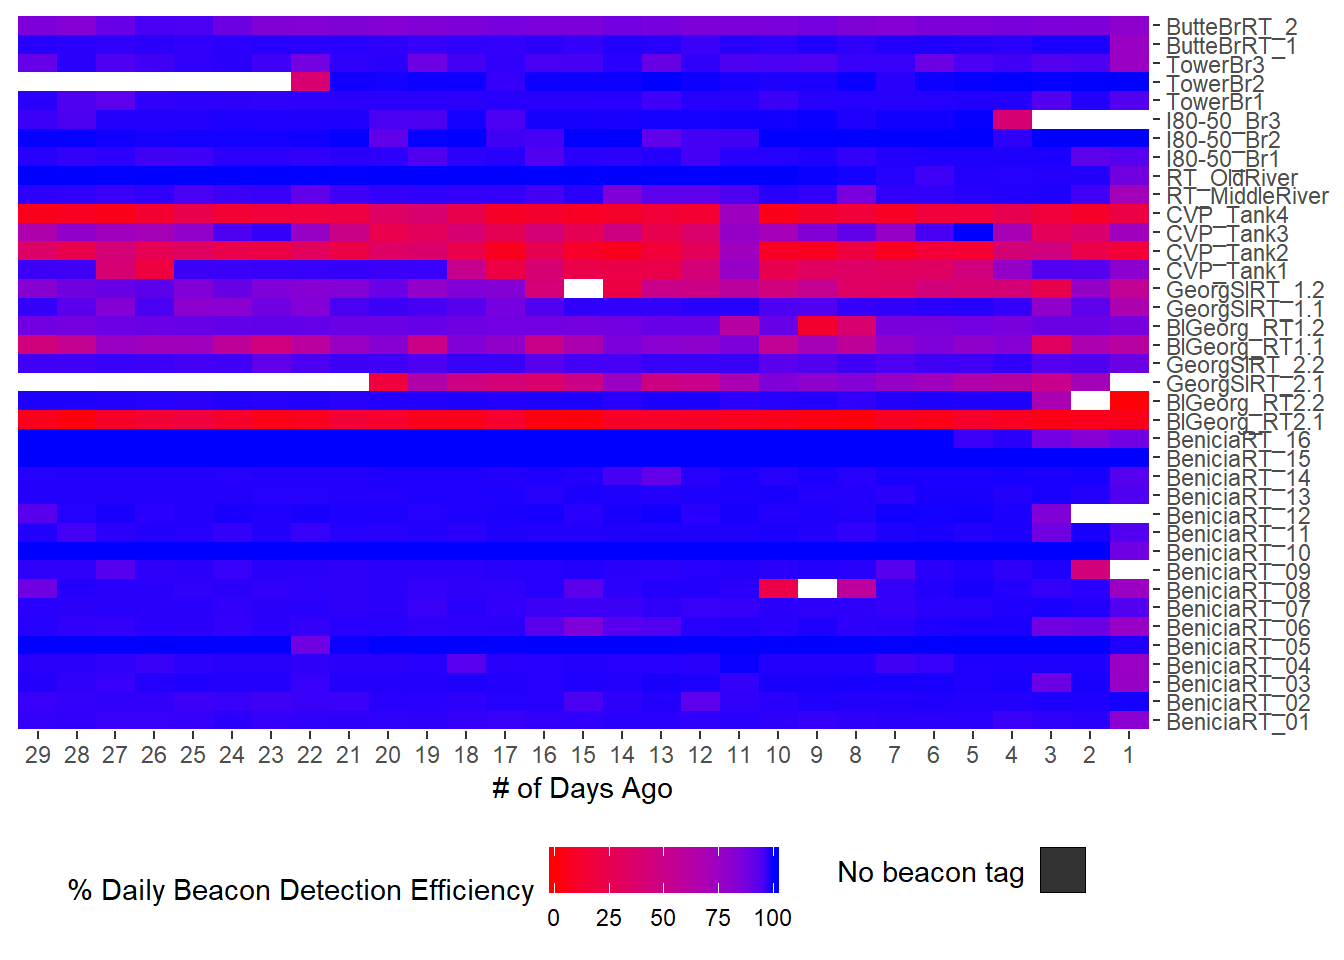 ButteBrRT_2
ButteBrRT_1
TowerBr3
TowerBr2
TowerBr1
I80-50_Br3
I80-50_Br2
I80-50_Br1
RT_OldRiver
RT_MiddleRiver
CVP_Tank4
CVP_Tank3
CVP_Tank2
CVP_Tank1
GeorgSlRT_1.2
GeorgSlRT_1.1
BlGeorg_RT1.2
BlGeorg_RT1.1
GeorgSlRT_2.2
GeorgSlRT_2.1
BlGeorg_RT2.2
BlGeorg_RT2.1
BeniciaRT_16
BeniciaRT_15
BeniciaRT_14
BeniciaRT_13
BeniciaRT_12
BeniciaRT_11
BeniciaRT_10
BeniciaRT_09
BeniciaRT_08
BeniciaRT_07
BeniciaRT_06
BeniciaRT_05
BeniciaRT_04
BeniciaRT_03
BeniciaRT_02
BeniciaRT_01
29 28 27 26 25 24 23 22 21 20 19 18 17 16 15 14 13 12 11 10 9 8 7 6 5 4 3 2 1
# of Days Ago
% Daily Beacon Detection Efficiency
0 25 50 75 100
No beacon tag